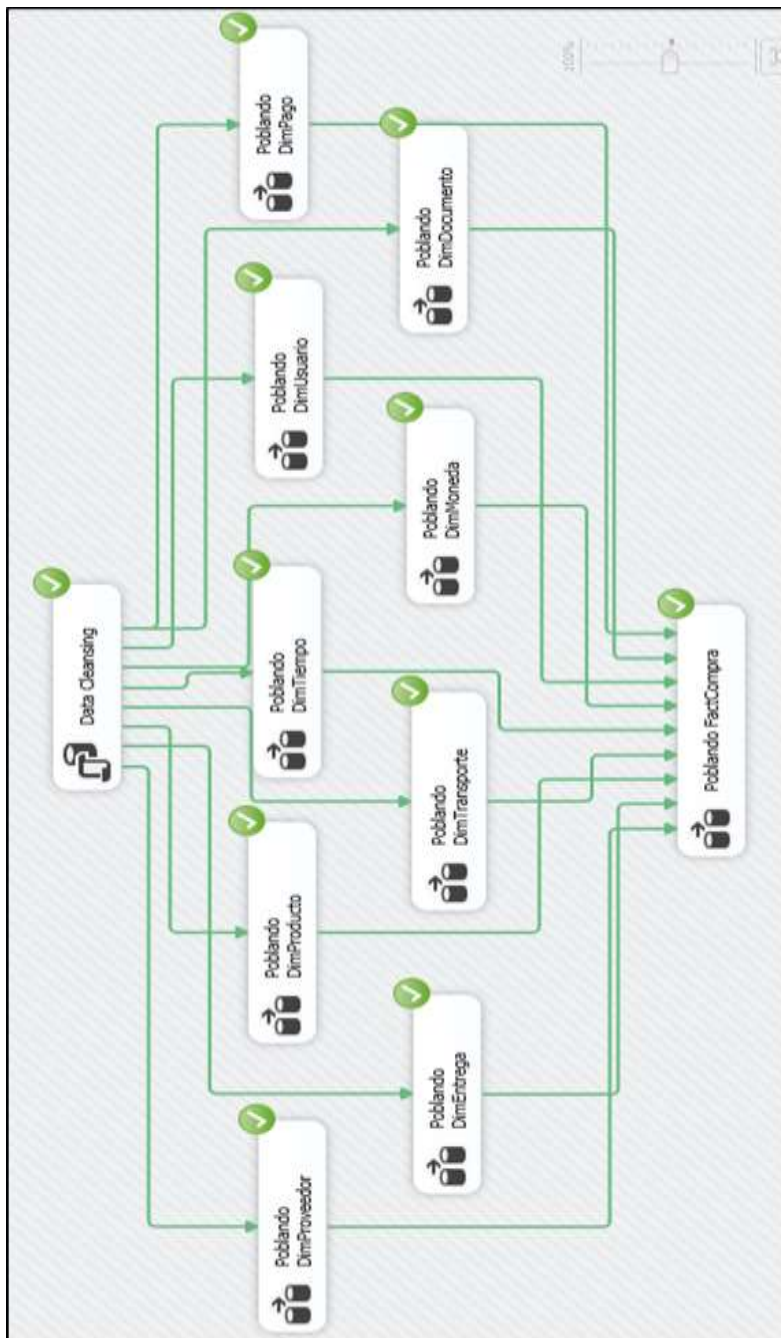 Data Cleansing
Poblando
DimProveedor
Poblando
DimProducto
Poblando
DimTiempo
Poblando
DimUsuario
Poblando
DimPago
Poblando
DimEntrega
Poblando
DimTransporte
Poblando
DimMoneda
Poblando
DimDocumento
Poblando FactCompra
100%